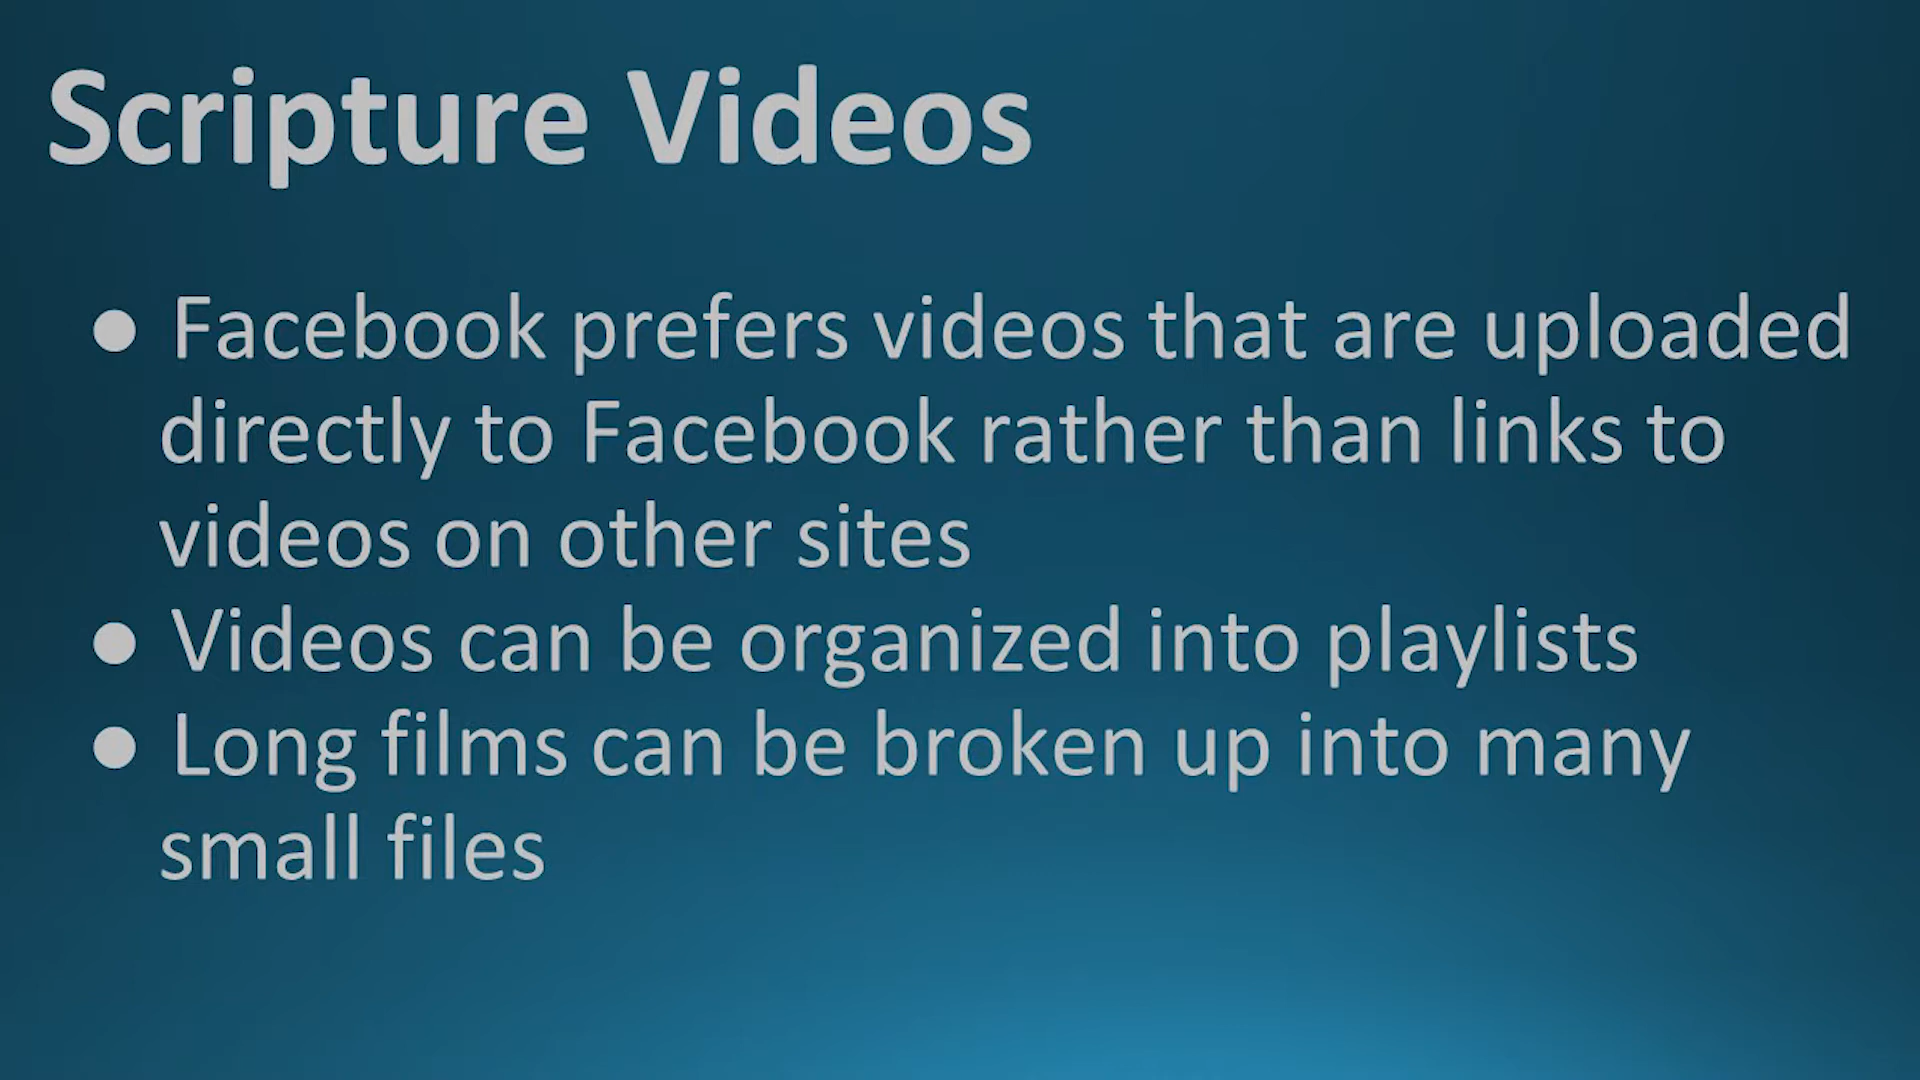 Scripture Videos
● Facebook prefers videos that are uploaded
directly to Facebook rather than links to
videos on other sites
● Videos can be organized into playlists
● Long films can be broken up into many
small files